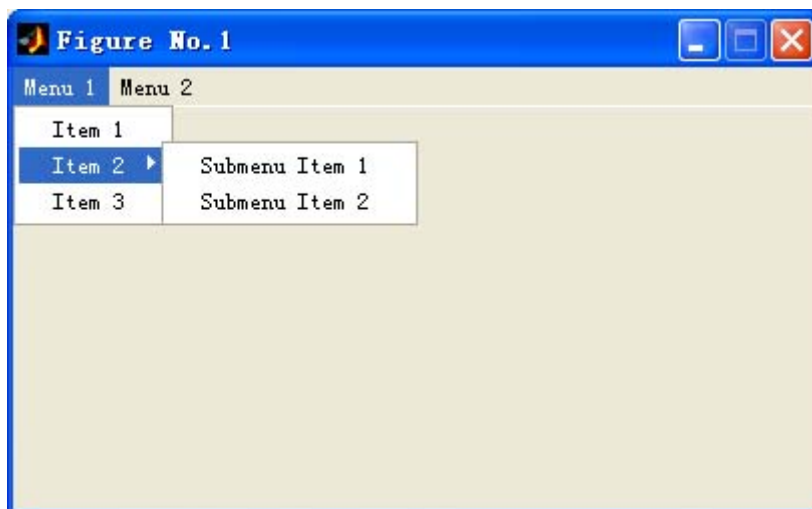 Figure No.1
Menu 1 Menu 2
Item 1
Item 2 Submenu Item 1
Item 3 Submenu Item 2